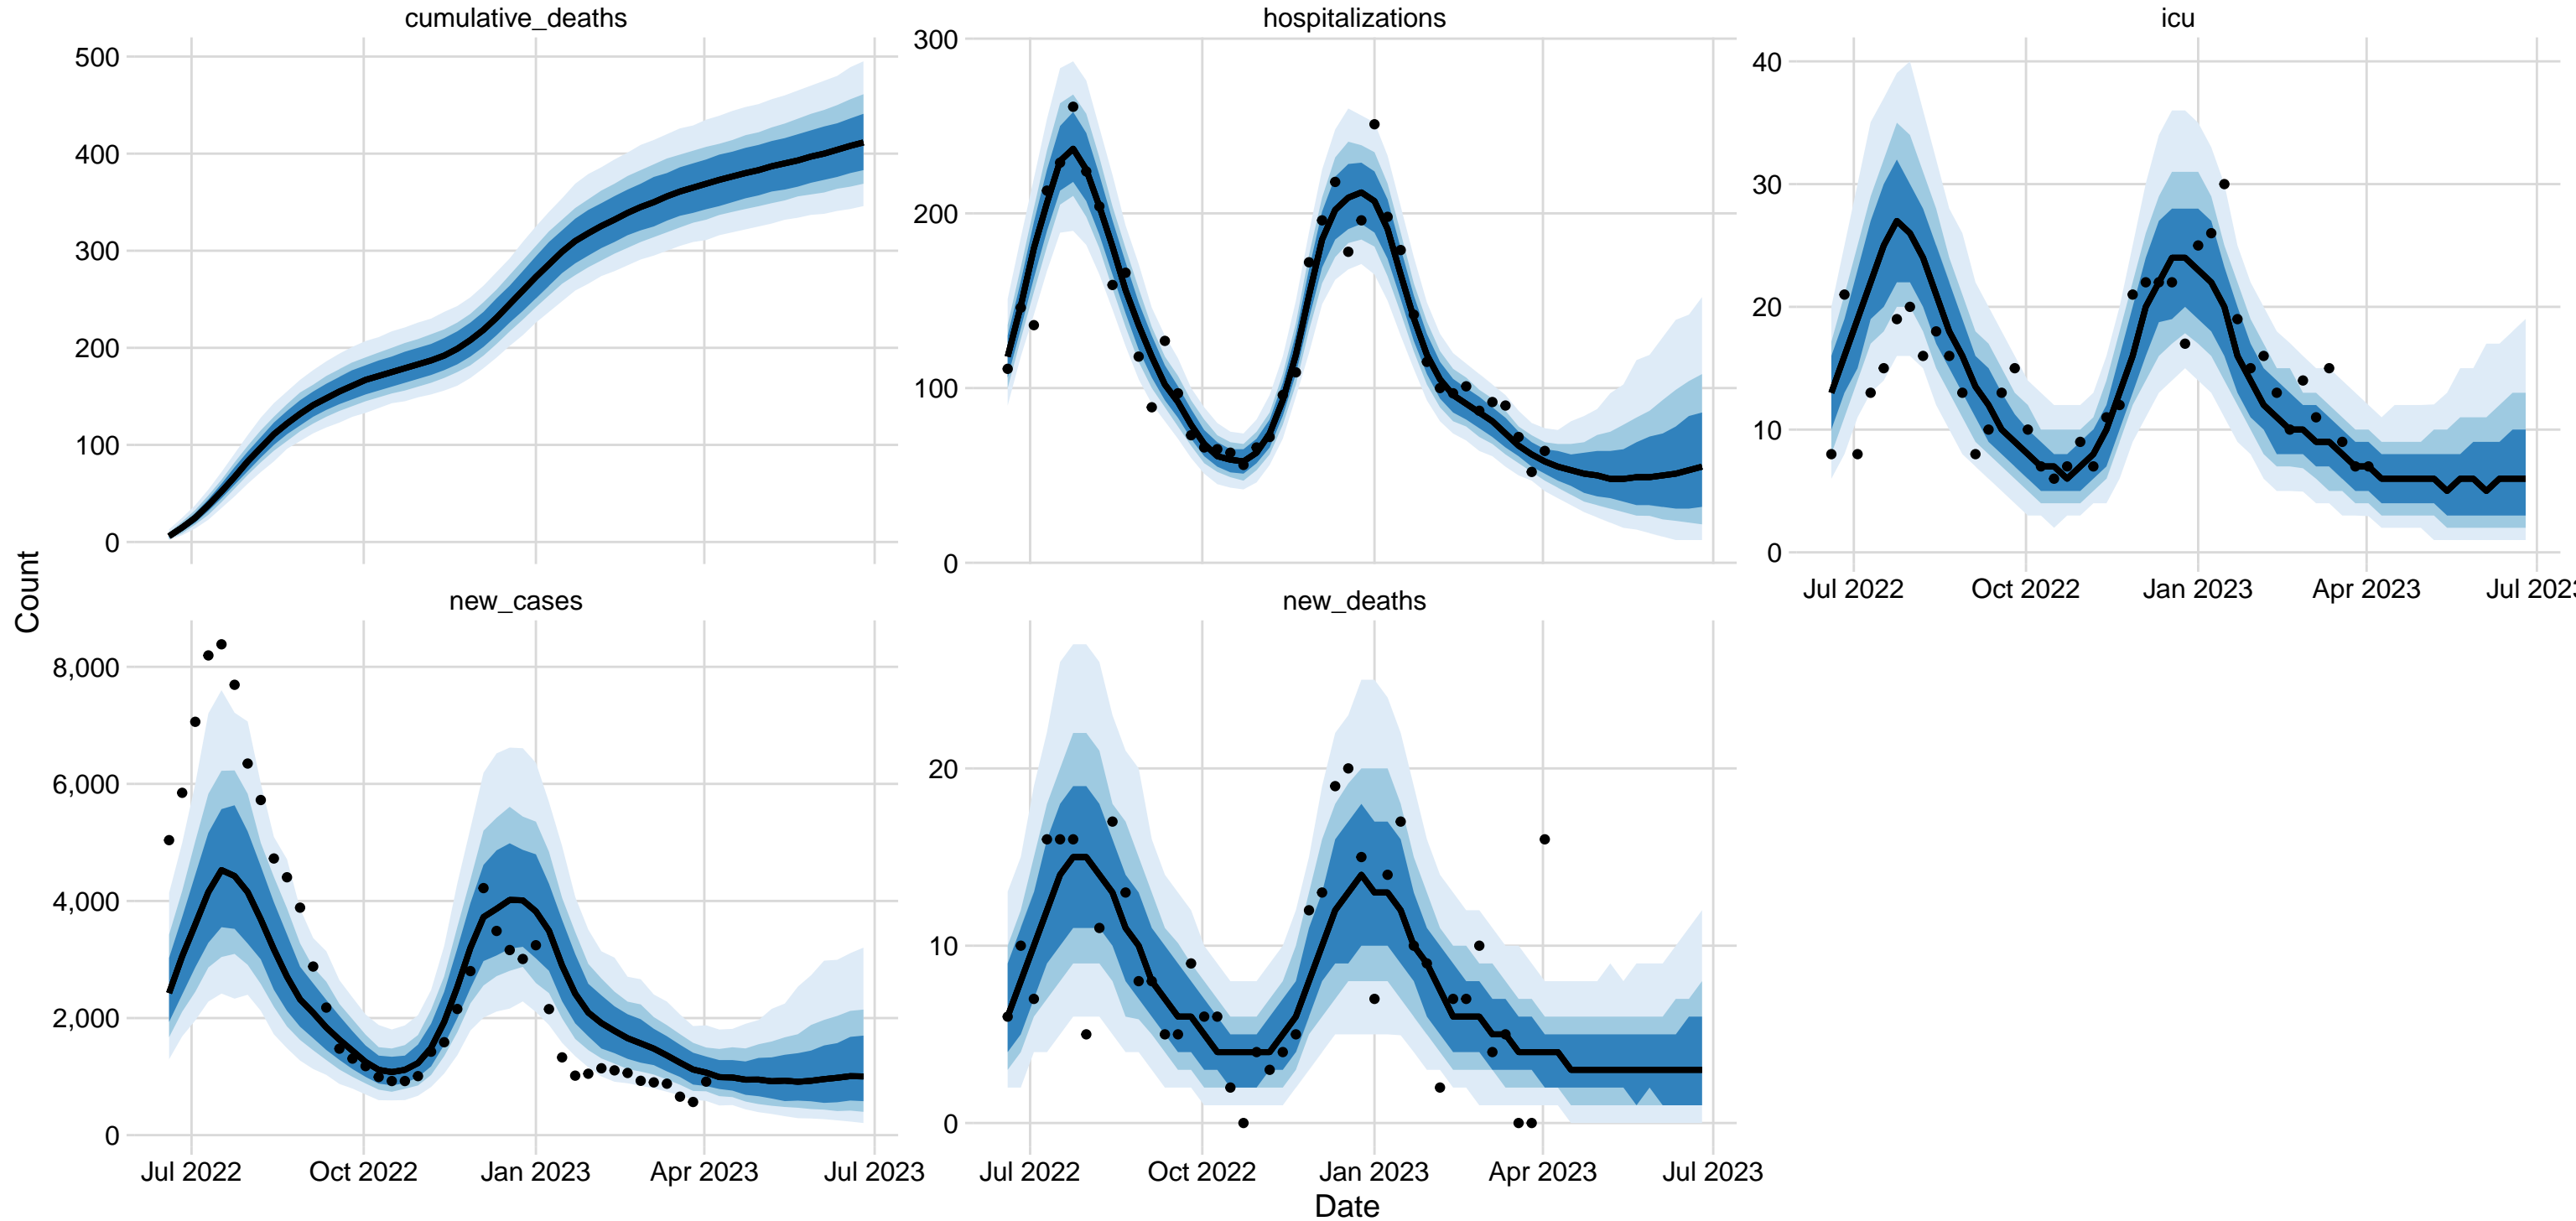 cumulative_deaths
500
400
300
200
100
0
hospitalizations
300
200
100
0
icu
40
30
20
10
0
Jul 2022 Oct 2022 Jan 2023 Apr 2023 Jul 2023
Count
new_cases
8,000
6,000
4,000
2,000
0
Jul 2022 Oct 2022 Jan 2023 Apr 2023 Jul 2023
new_deaths
20
10
0
Jul 2022 Oct 2022 Jan 2023 Apr 2023 Jul 2023
Date